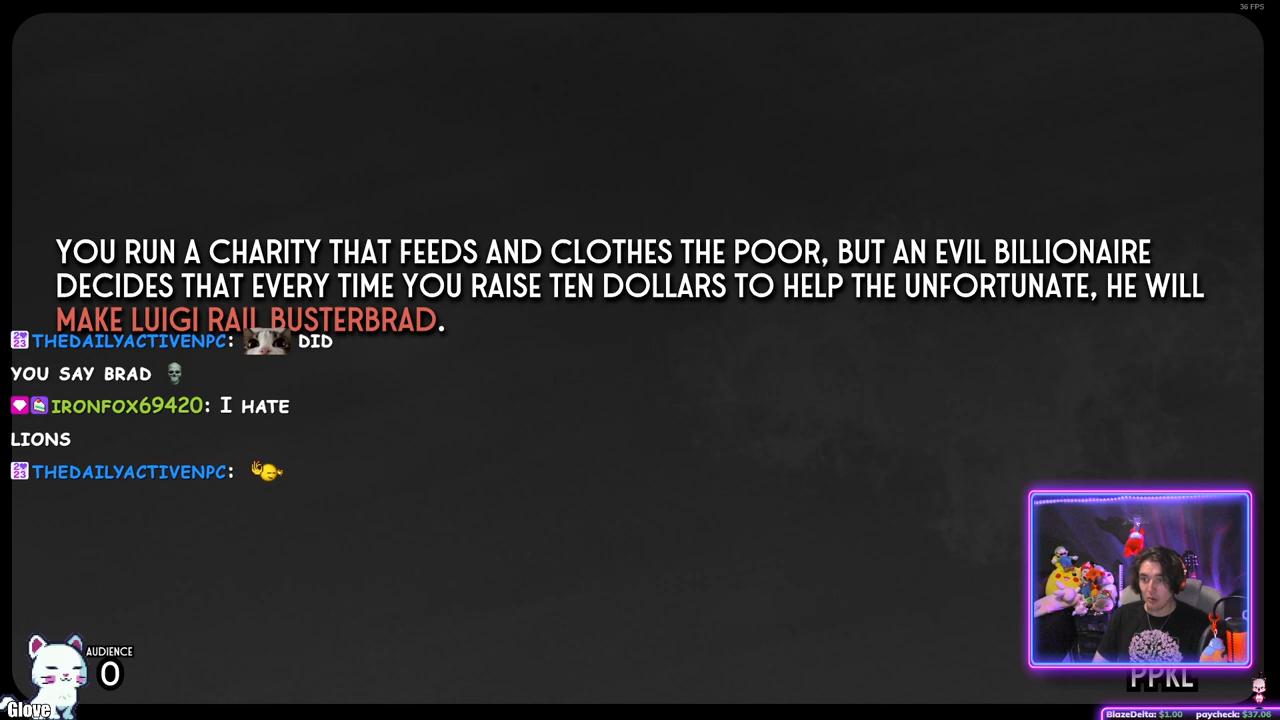 36 FPS
YOU RUN A CHARITY THAT FEEDS AND CLOTHES THE POOR, BUT AN EVIL BILLIONAIRE
DECIDES THAT EVERY TIME YOU RAISE TEN DOLLARS TO HELP THE UNFORTUNATE, HE WILL
MAKE LUIGI RAIL BUSTERBRAD.
THEDAILYACTIVENPC: DID
YOU SAY BRAD
IRONFOX69420: I HATE
LIONS
THEDAILYACTIVENPC:
AUDIENCE
0
Glove
PPKL
BlazeDelta: $1.00 paycheck: $37.06